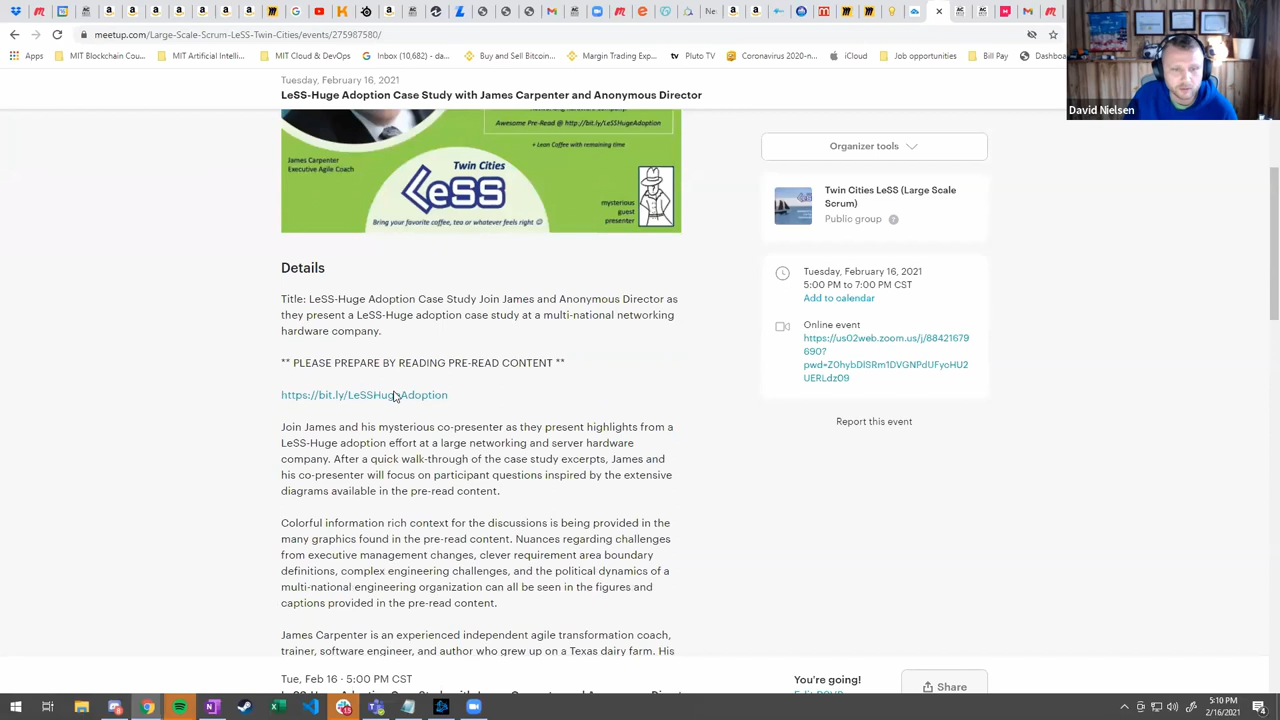 meetup.com/Large-Scale-Scrum-LeSS-Twin-Cities/events/275987580/
Apps
MIT Blockchain Cou...
MIT Artificial Intelli...
MIT Cloud & DevOps
Inbox (10,682) - da...
Buy and Sell Bitcoin...
Margin Trading Exp...
tv Pluto TV
Coronavirus 2020-n...
iCloud
Job opportunities
Bill Pay
Dashboa
David Nielsen
Tuesday, February 16, 2021
LeSS-Huge Adoption Case Study with James Carpenter and Anonymous Director
Awesome Pre-Read @ http://bit.ly/LeSSHugeAdoption
+ Lean Coffee with remaining time
James Carpenter
Executive Agile Coach
Twin Cities
LeSS
Bring your favorite coffee, tea or whatever feels right ☺
mysterious
guest
presenter
Details
Title: LeSS-Huge Adoption Case Study Join James and Anonymous Director as
they present a LeSS-Huge adoption case study at a multi-national networking
hardware company.
** PLEASE PREPARE BY READING PRE-READ CONTENT **
https://bit.ly/LeSSHugeAdoption
Join James and his mysterious co-presenter as they present highlights from a
LeSS-Huge adoption effort at a large networking and server hardware
company. After a quick walk-through of the case study excerpts, James and
his co-presenter will focus on participant questions inspired by the extensive
diagrams available in the pre-read content.
Colorful information rich context for the discussions is being provided in the
many graphics found in the pre-read content. Nuances regarding challenges
from executive management changes, clever requirement area boundary
definitions, complex engineering challenges, and the political dynamics of a
multi-national engineering organization can all be seen in the figures and
captions provided in the pre-read content.
James Carpenter is an experienced independent agile transformation coach,
trainer, software engineer, and author who grew up on a Texas dairy farm. His
Organizer tools
Twin Cities LeSS (Large Scale
Scrum)
Public group ?
Tuesday, February 16, 2021
5:00 PM to 7:00 PM CST
Add to calendar
Online event
https://us02web.zoom.us/j/88421679
690?
pwd=Z0hybDlSRm1DVGNPdUFycHU2
UERLdz09
Report this event
Tue, Feb 16 · 5:00 PM CST
You're going!
Share
5:10 PM
2/16/2021